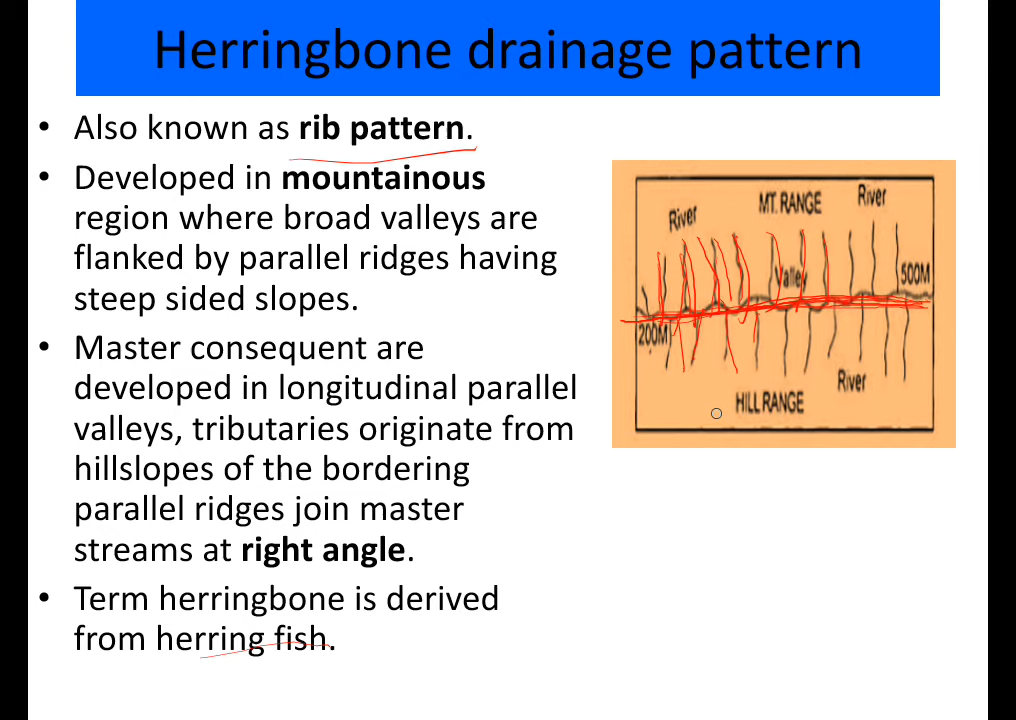 Herringbone drainage pattern
• Also known as rib pattern.
• Developed in mountainous
region where broad valleys are
flanked by parallel ridges having
steep sided slopes.
• Master consequent are
developed in longitudinal parallel
valleys, tributaries originate from
hillslopes of the bordering
parallel ridges join master
streams at right angle.
• Term herringbone is derived
from herring fish.
MT. RANGE
River
River
Valley
500M
200M
River
HILL RANGE